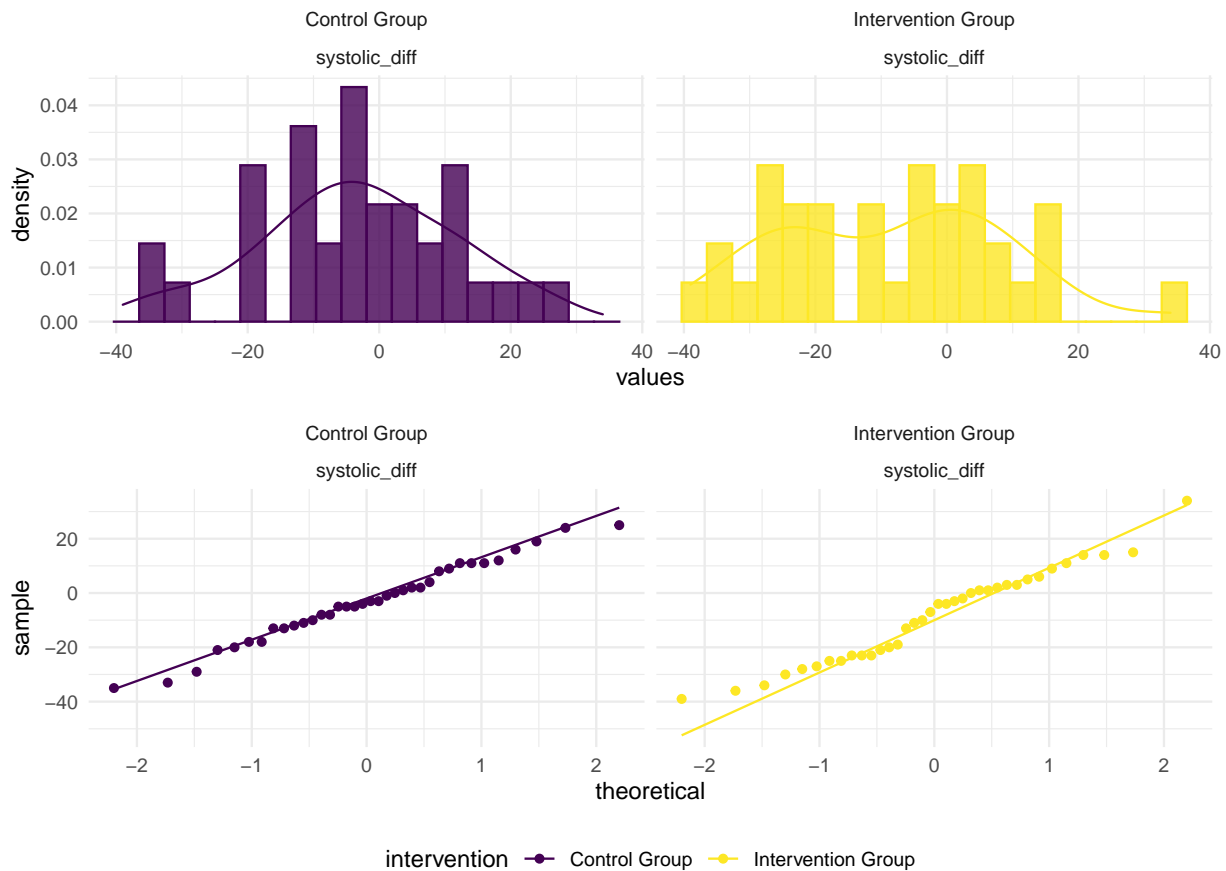 Control Group Intervention Group
systolic_diff systolic_diff
density
0.04
0.03
0.02
0.01
0.00
−40 −20 0 20 40 −40 −20 0 20 40
values
Control Group Intervention Group
systolic_diff systolic_diff
sample
20
0
−20
−40
−2 −1 0 1 2 −2 −1 0 1 2
theoretical
intervention Control Group Intervention Group